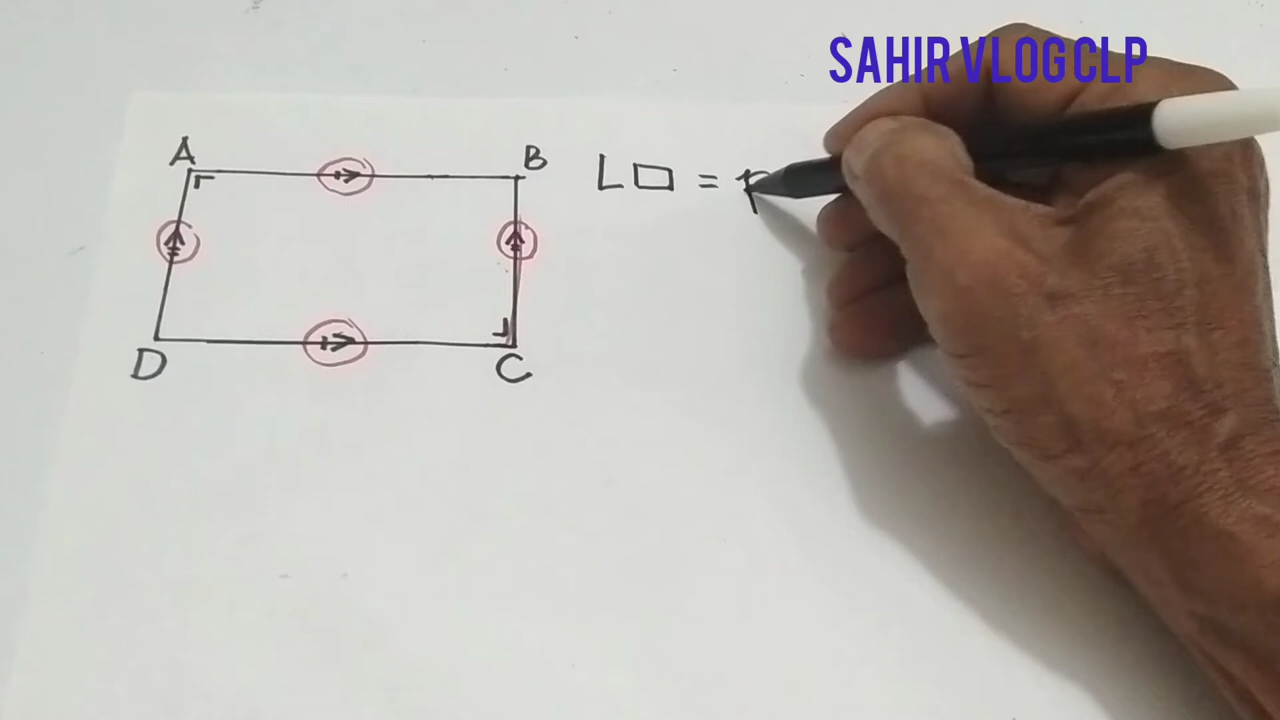 SAHIR VLOG CLP
A
B
L□ = p
D
C